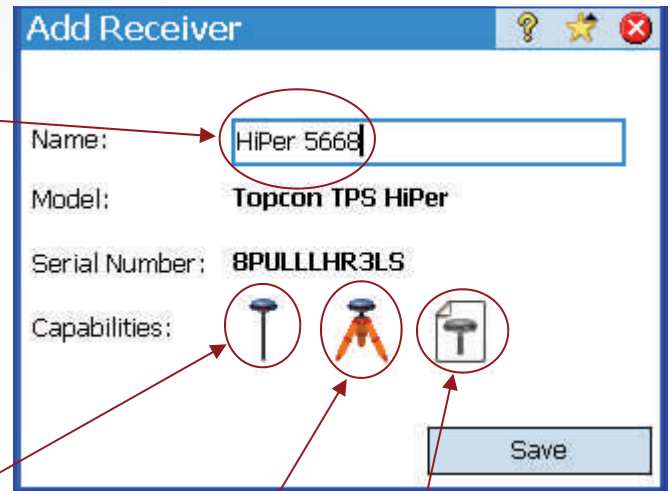 Add Receiver
Name: HiPer 5668
Model: Topcon TPS HiPer
Serial Number: 8PULLLHR3LS
Capabilities:
Save